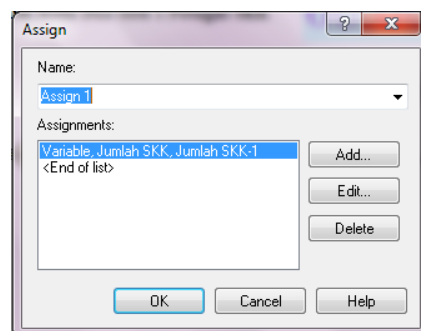 Assign
Name:
Assign 1
Assignments:
Variable, Jumlah SKK, Jumlah SKK-1
<End of list>
Add...
Edit...
Delete
OK
Cancel
Help